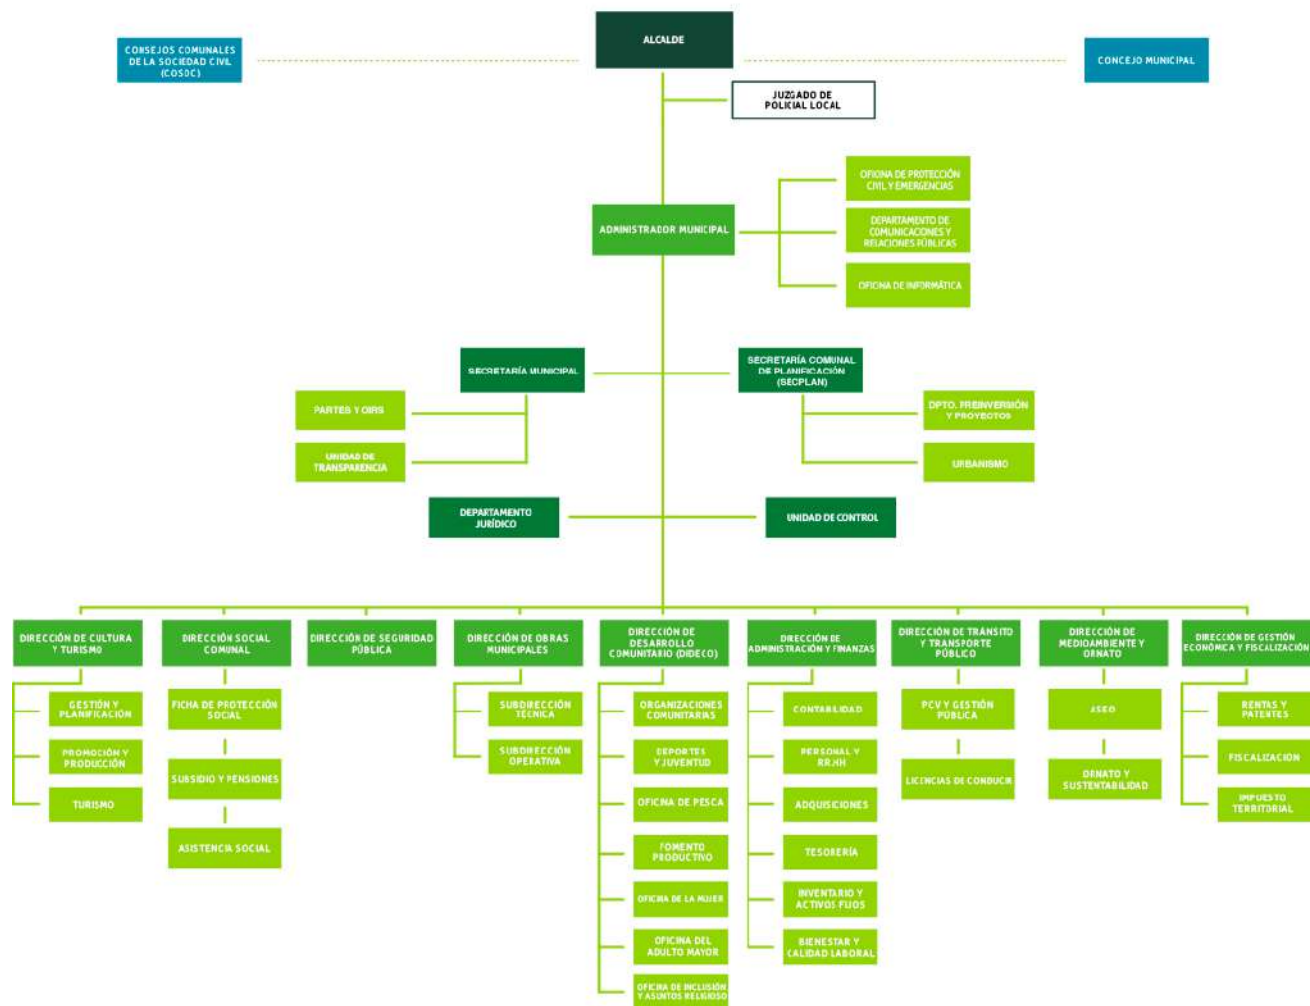 ALCALDE
CONSEJOS COMUNALES
DE LA SOCIEDAD CIVIL
(COSOC)
CONCEJO MUNICIPAL
JUZGADO DE
POLICIAL LOCAL
OFICINA DE PROTECCIÓN
CIVIL Y EMERGENCIAS
ADMINISTRADOR MUNICIPAL
DEPARTAMENTO DE
COMUNICACIONES Y
RELACIONES PÚBLICAS
OFICINA DE INFORMÁTICA
SECRETARÍA MUNICIPAL
SECRETARÍA COMUNAL
DE PLANIFICACIÓN
(SECPLAN)
PARTES Y OIRS
DPTO. PREINVERSIÓN
Y PROYECTOS
UNIDAD DE
TRANSPARENCIA
URBANISMO
DEPARTAMENTO
JURÍDICO
UNIDAD DE CONTROL
DIRECCIÓN DE CULTURA
Y TURISMO
DIRECCIÓN SOCIAL
COMUNAL
DIRECCIÓN DE SEGURIDAD
PÚBLICA
DIRECCIÓN DE OBRAS
MUNICIPALES
DIRECCIÓN DE
DESARROLLO
COMUNITARIO (DIDECO)
DIRECCIÓN DE
ADMINISTRACIÓN Y FINANZAS
DIRECCIÓN DE TRÁNSITO
Y TRANSPORTE
PÚBLICO
DIRECCIÓN DE
MEDIOAMBIENTE Y
ORNATO
DIRECCIÓN DE GESTIÓN
ECONÓMICA Y FISCALIZACIÓN
GESTIÓN Y
PLANIFICACIÓN
PROMOCIÓN Y
PRODUCCIÓN
TURISMO
FICHA DE PROTECCIÓN
SOCIAL
SUBSIDIO Y PENSIONES
ASISTENCIA SOCIAL
SUBDIRECCIÓN
TÉCNICA
SUBDIRECCIÓN
OPERATIVA
ORGANIZACIONES
COMUNITARIAS
DEPORTES
Y JUVENTUD
OFICINA DE PESCA
FOMENTO
PRODUCTIVO
OFICINA DE LA MUJER
OFICINA DEL
ADULTO MAYOR
OFICINA DE INCLUSIÓN
Y ASUNTOS RELIGIOSO
CONTABILIDAD
PERSONAL Y
RR.HH
ADQUISICIONES
TESORERÍA
INVENTARIO Y
ACTIVOS FIJOS
BIENESTAR Y
CALIDAD LABORAL
PCV Y GESTIÓN
PÚBLICA
LICENCIAS DE CONDUCIR
ASEO
ORNATO Y
SUSTENTABILIDAD
RENTAS Y
PATENTES
FISCALIZACIÓN
IMPUESTO
TERRITORIAL